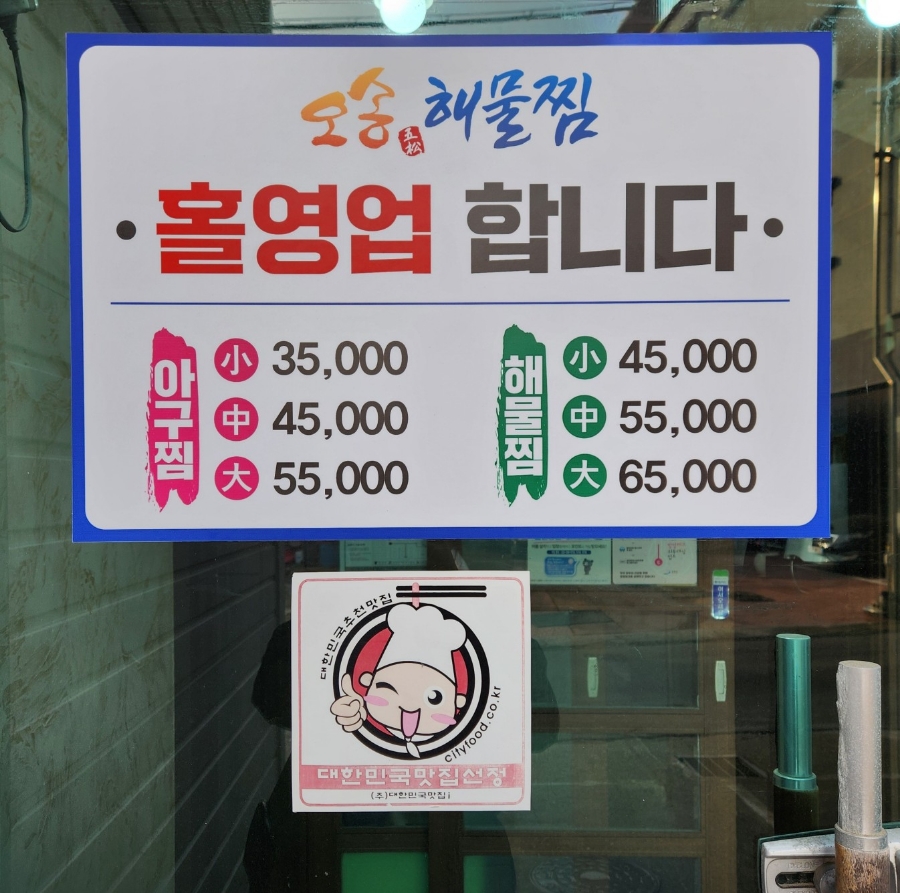 오송 五松 해물찜
· 홀영업 합니다 ·
아구찜
小 35,000
中 45,000
大 55,000
해물찜
小 45,000
中 55,000
大 65,000
대한민국추천맛집
cityfood.co.kr
대한민국맛집선정
(주)대한민국맛집i